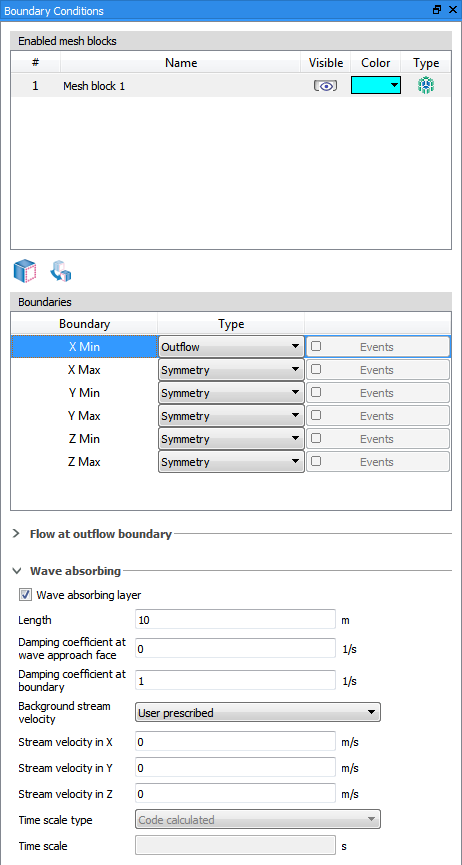 Boundary Conditions
Enabled mesh blocks
# Name Visible Color Type
1 Mesh block 1
Boundaries
Boundary Type
X Min Outflow Events
X Max Symmetry Events
Y Min Symmetry Events
Y Max Symmetry Events
Z Min Symmetry Events
Z Max Symmetry Events
Flow at outflow boundary
Wave absorbing
Wave absorbing layer
Length 10 m
Damping coefficient at
wave approach face 0 1/s
Damping coefficient at
boundary 1 1/s
Background stream
velocity User prescribed
Stream velocity in X 0 m/s
Stream velocity in Y 0 m/s
Stream velocity in Z 0 m/s
Time scale type Code calculated
Time scale s